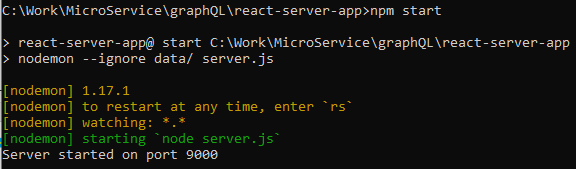 C:\Work\MicroService\graphQL\react-server-app>npm start
> react-server-app@ start C:\Work\MicroService\graphQL\react-server-app
> nodemon --ignore data/ server.js
[nodemon] 1.17.1
[nodemon] to restart at any time, enter `rs`
[nodemon] watching: *.*
[nodemon] starting `node server.js`
Server started on port 9000